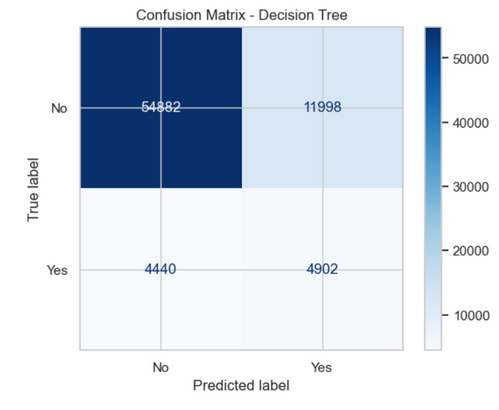 Confusion Matrix - Decision Tree
True label
No
Yes
54882
11998
4440
4902
No
Yes
Predicted label
50000
40000
30000
20000
10000